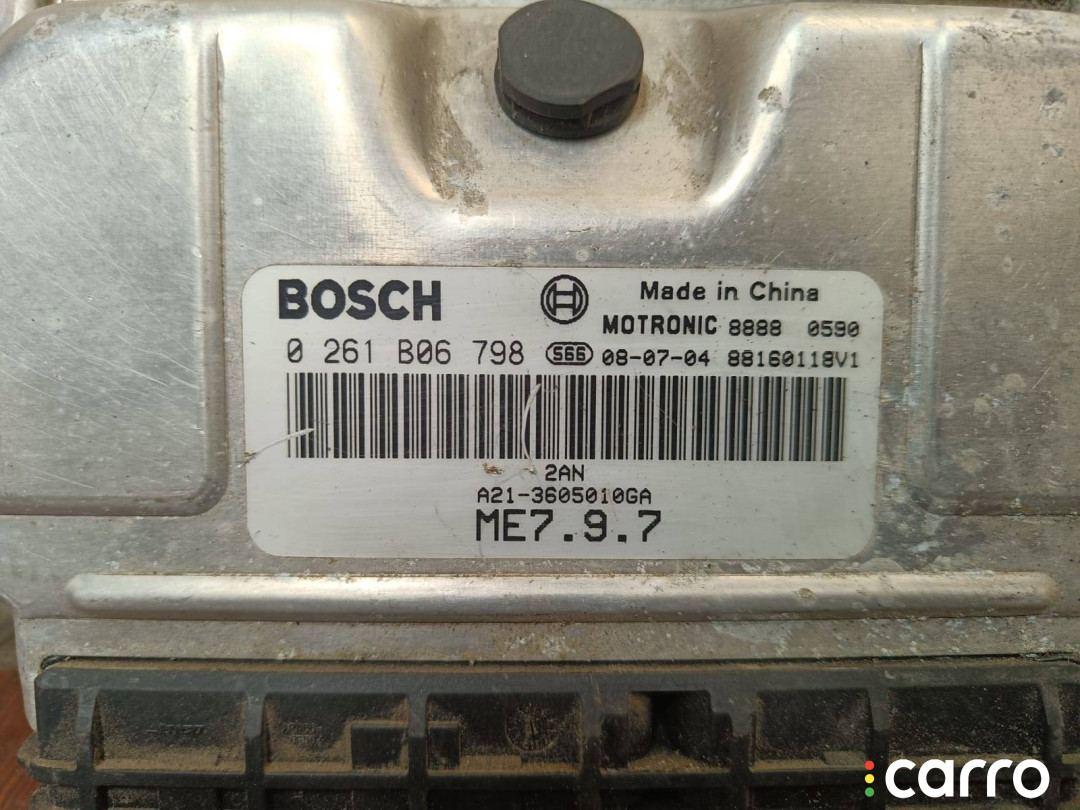 BOSCH
Made in China
MOTRONIC 8888 0590
0 261 B06 798 S66 08-07-04 88160118V1
2AN
A21-3605010GA
ME7.9.7
carro